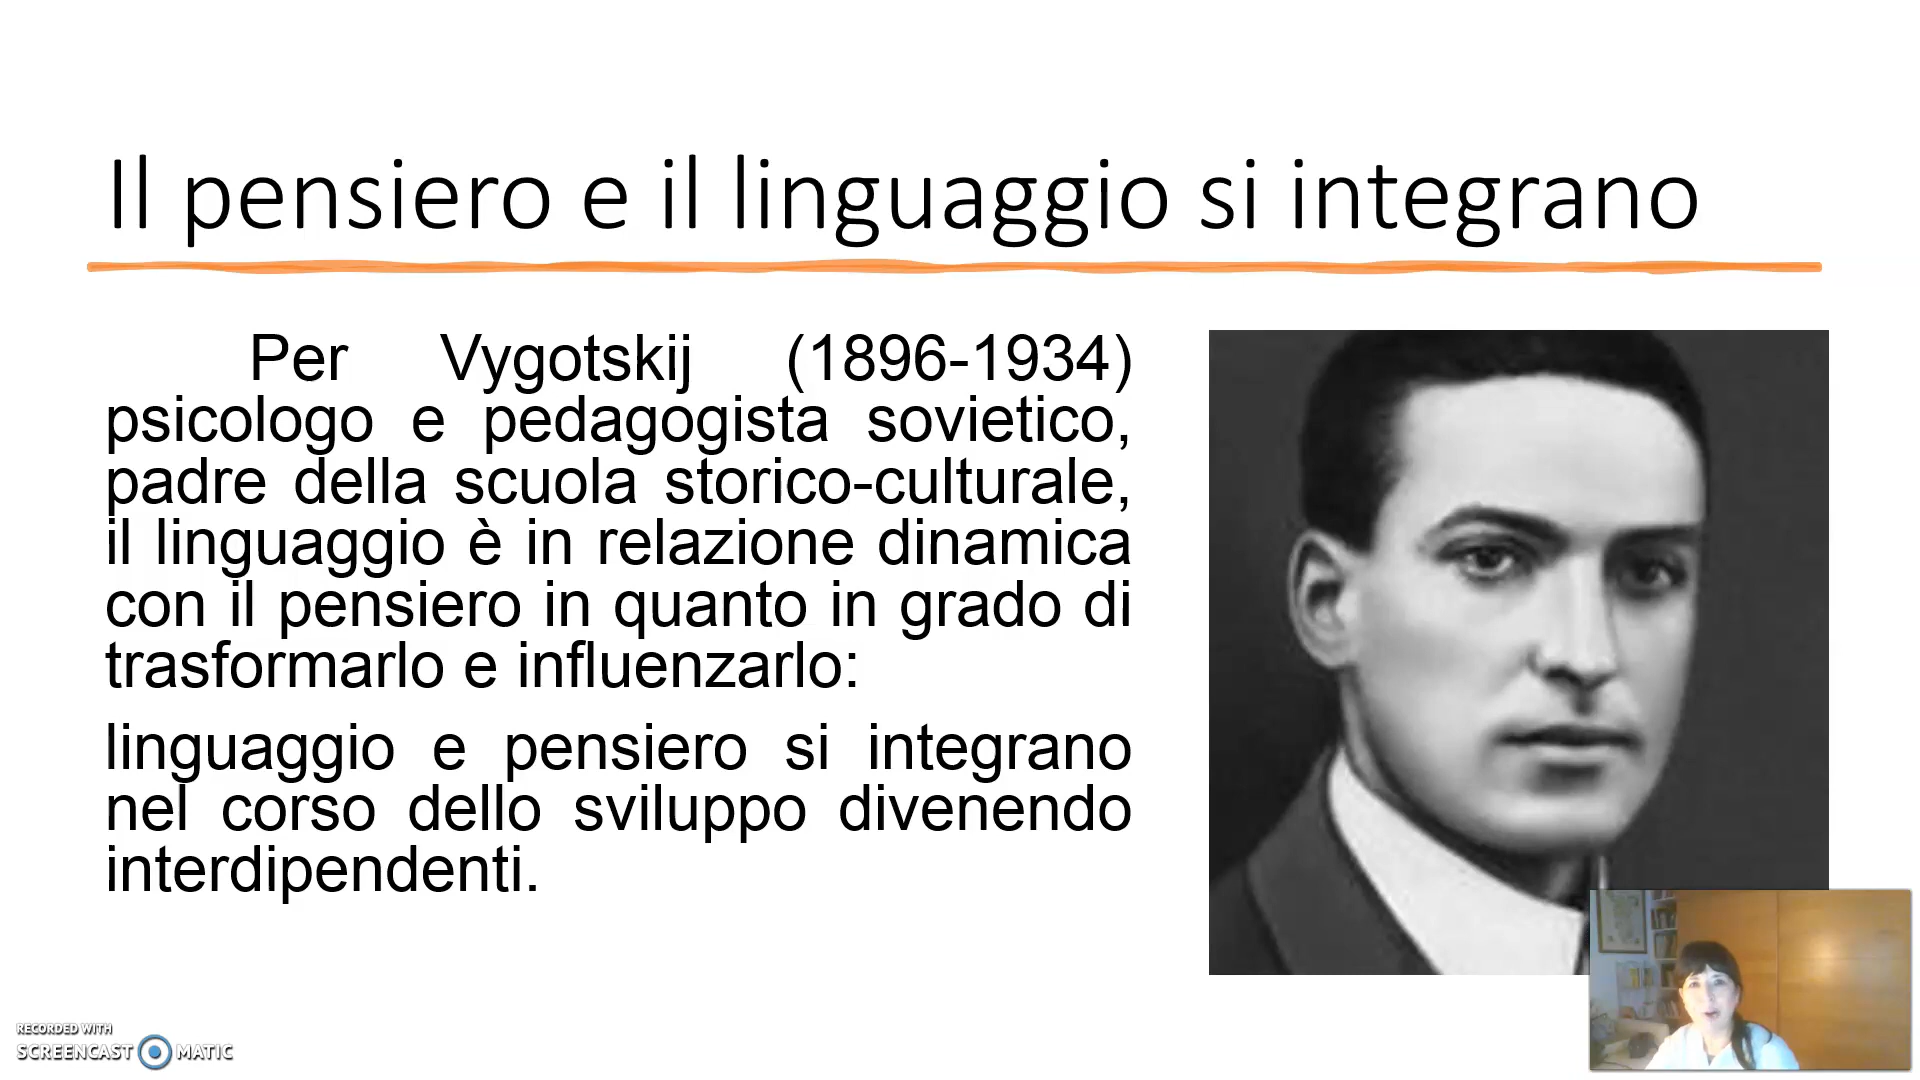 Il pensiero e il linguaggio si integrano
Per Vygotskij (1896-1934)
psicologo e pedagogista sovietico,
padre della scuola storico-culturale,
il linguaggio è in relazione dinamica
con il pensiero in quanto in grado di
trasformarlo e influenzarlo:
linguaggio e pensiero si integrano
nel corso dello sviluppo divenendo
interdipendenti.
RECORDED WITH
SCREENCAST MATIC